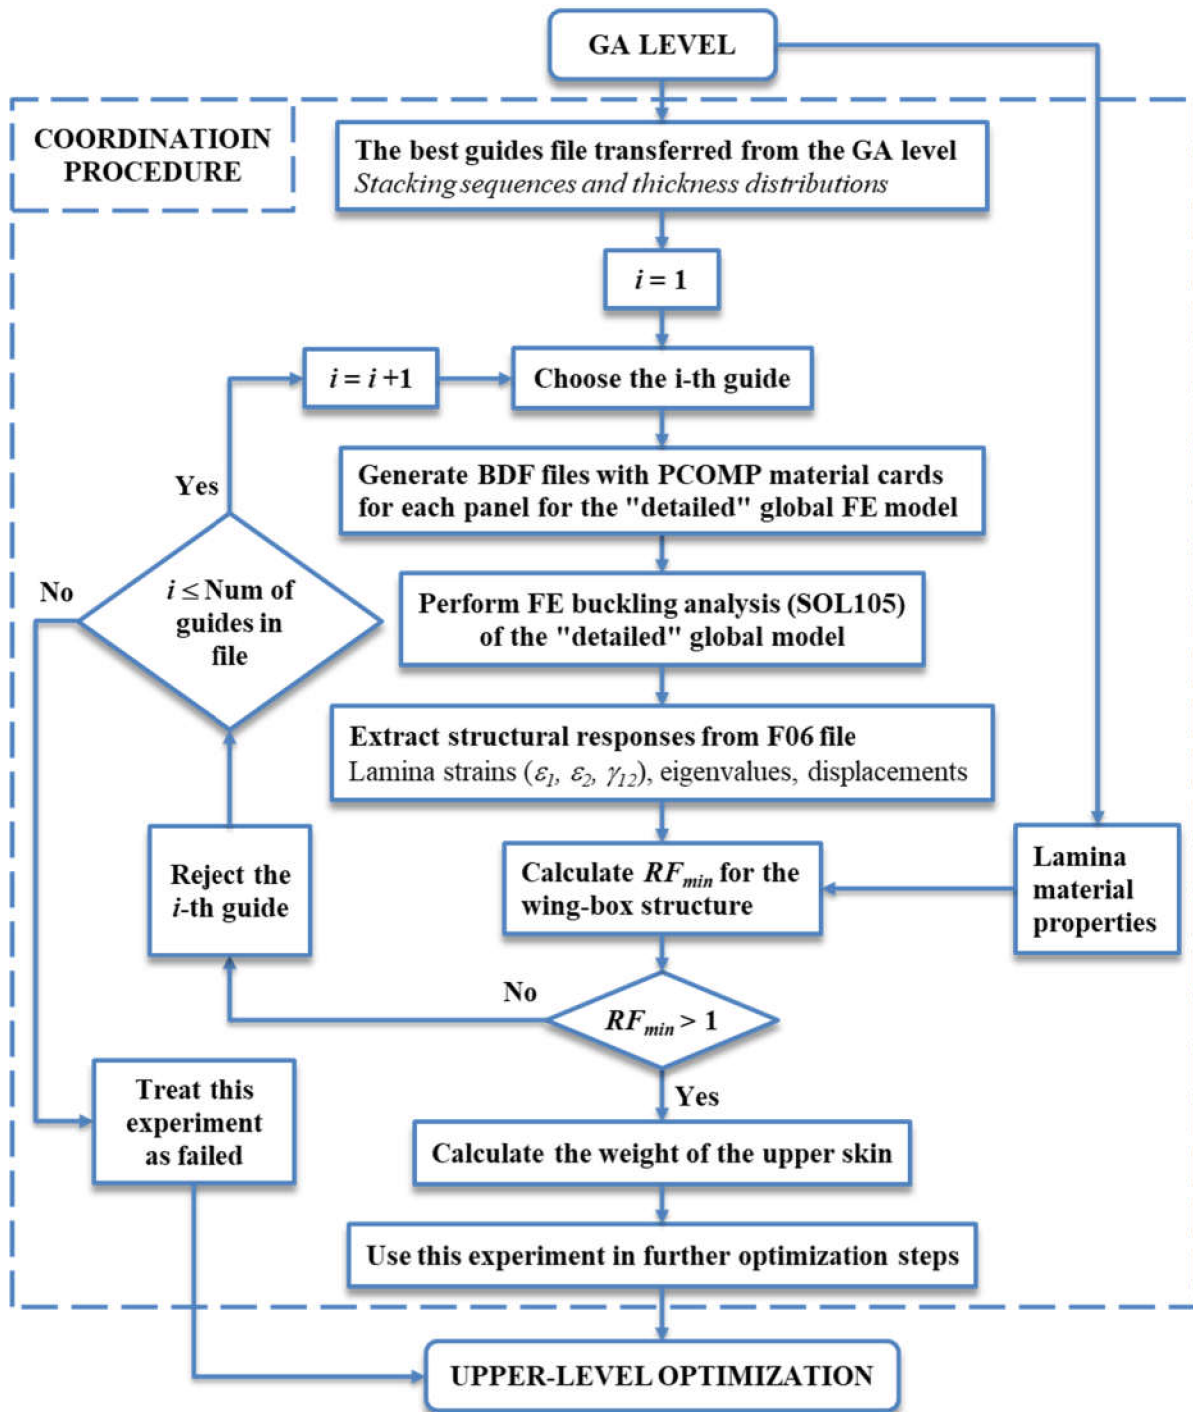 GA LEVEL
COORDINATIOIN
PROCEDURE
The best guides file transferred from the GA level
Stacking sequences and thickness distributions
i = 1
i = i +1
Choose the i-th guide
Yes
Generate BDF files with PCOMP material cards
for each panel for the "detailed" global FE model
No
i ≤ Num of
guides in
file
Perform FE buckling analysis (SOL105)
of the "detailed" global model
Extract structural responses from F06 file
Lamina strains (ε1, ε2, γ12), eigenvalues, displacements
Reject the
i-th guide
Calculate RFmin for the
wing-box structure
Lamina
material
properties
No
RFmin > 1
Yes
Treat this
experiment
as failed
Calculate the weight of the upper skin
Use this experiment in further optimization steps
UPPER-LEVEL OPTIMIZATION